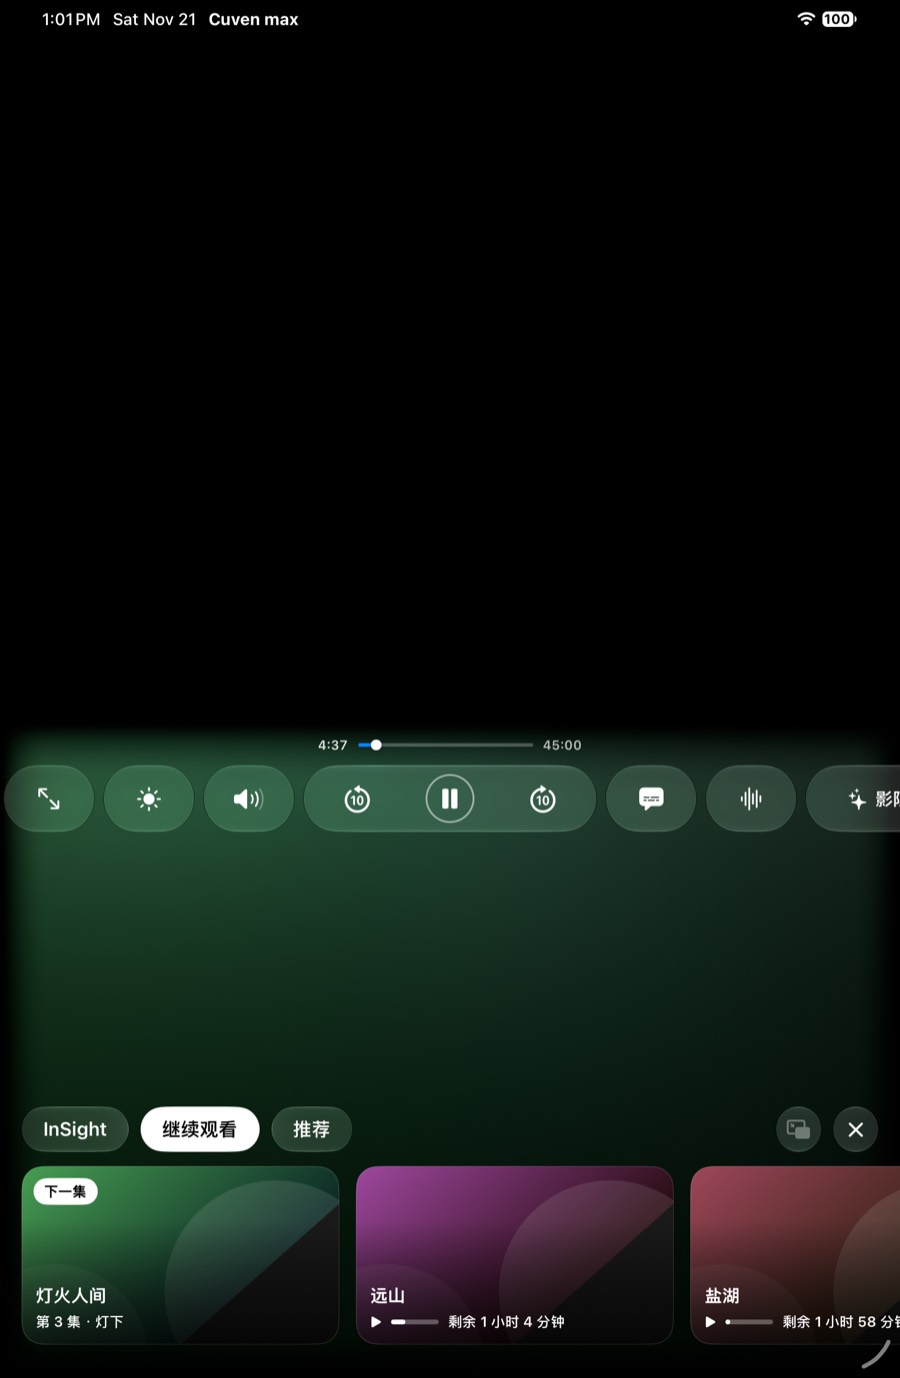 1:01 PM Sat Nov 21 Cuven max 100
4:37 45:00
10 10
InSight 继续观看 推荐
下一集
灯火人间
第 3 集 · 灯下
远山
剩余 1 小时 4 分钟
盐湖
剩余 1 小时 58 分